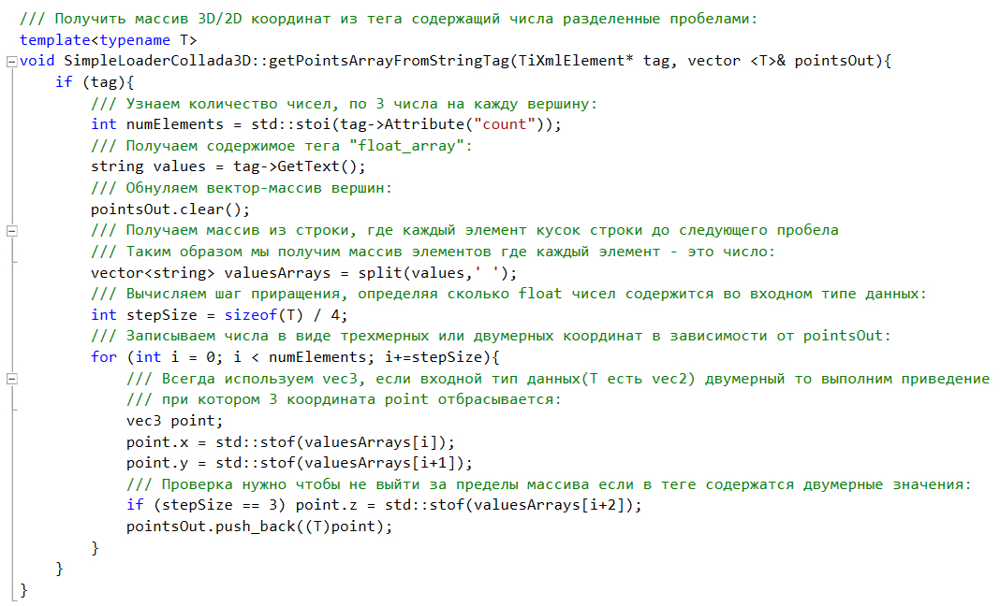 /// Получить массив 3D/2D координат из тега содержащий числа разделенные пробелами:
template<typename T>
void SimpleLoaderCollada3D::getPointsArrayFromStringTag(TiXmlElement* tag, vector <T>& pointsOut){
if (tag){
/// Узнаем количество чисел, по 3 числа на кажду вершину:
int numElements = std::stoi(tag->Attribute("count"));
/// Получаем содержимое тега "float_array":
string values = tag->GetText();
/// Обнуляем вектор-массив вершин:
pointsOut.clear();
/// Получаем массив из строки, где каждый элемент кусок строки до следующего пробела
/// Таким образом мы получим массив элементов где каждый элемент - это число:
vector<string> valuesArrays = split(values,' ');
/// Вычисляем шаг приращения, определяя сколько float чисел содержится во входном типе данных:
int stepSize = sizeof(T) / 4;
/// Записываем числа в виде трехмерных или двумерных координат в зависимости от pointsOut:
for (int i = 0; i < numElements; i+=stepSize){
/// Всегда используем vec3, если входной тип данных(T есть vec2) двумерный то выполним приведение
/// при котором 3 координата point отбрасывается:
vec3 point;
point.x = std::stof(valuesArrays[i]);
point.y = std::stof(valuesArrays[i+1]);
/// Проверка нужно чтобы не выйти за пределы массива если в теге содержатся двумерные значения:
if (stepSize == 3) point.z = std::stof(valuesArrays[i+2]);
pointsOut.push_back((T)point);
}
}
}